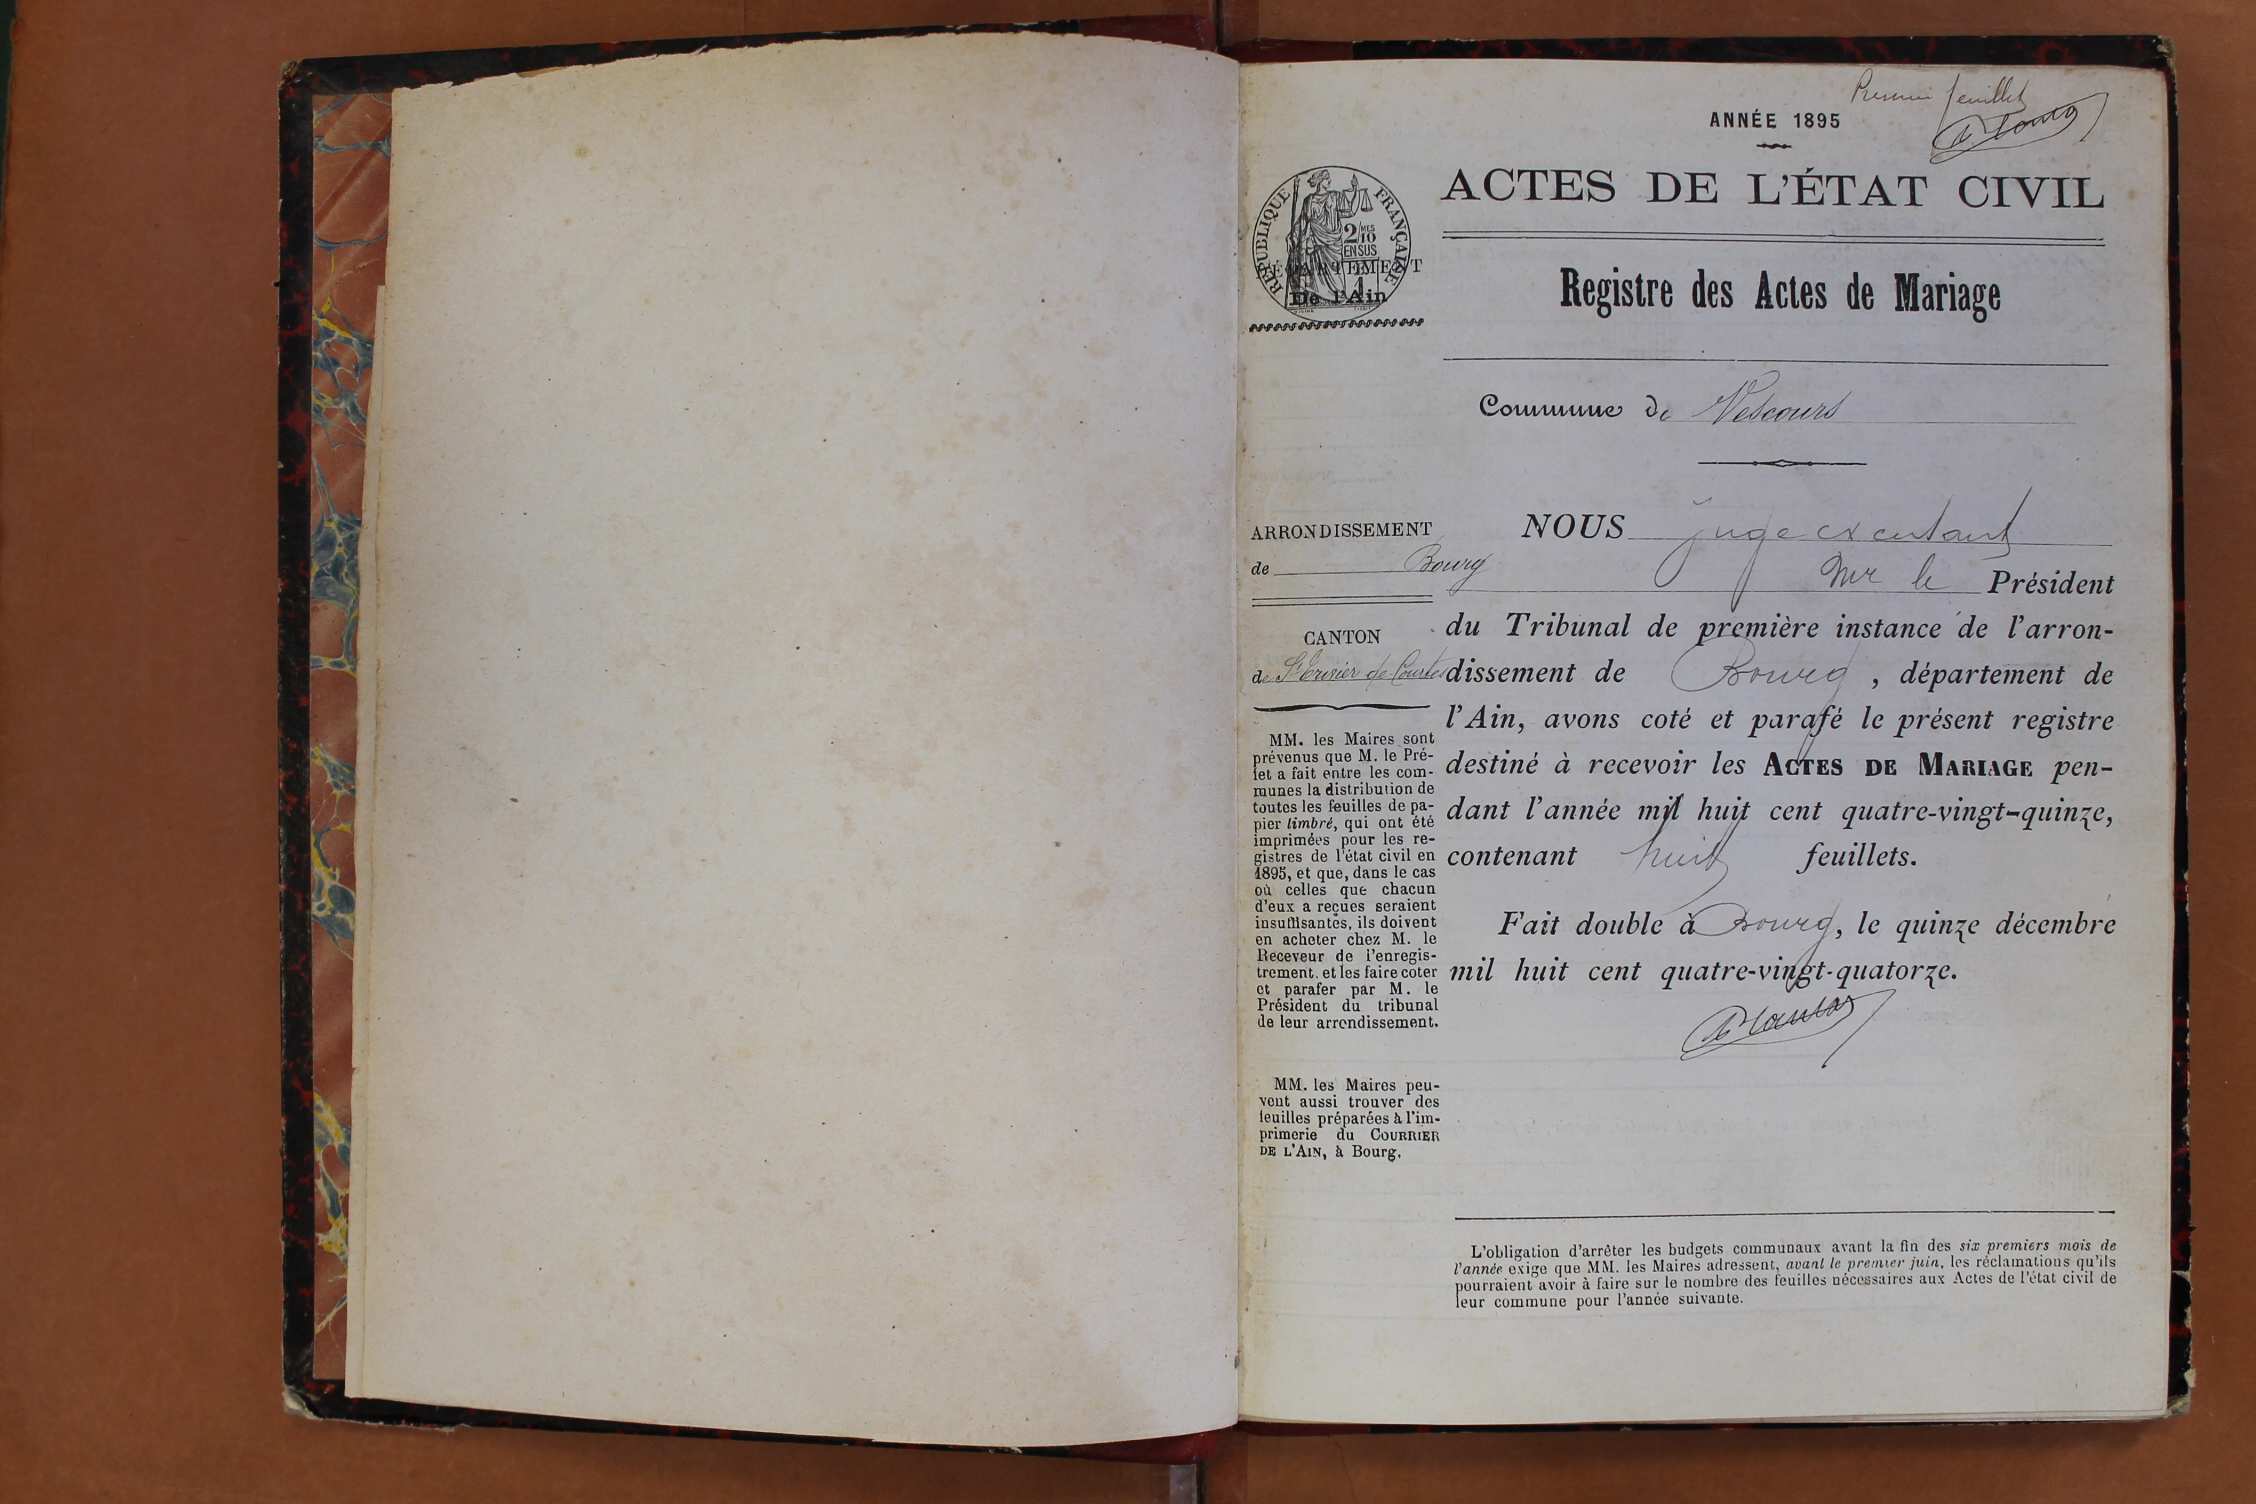 Premier feuillet
ANNÉE 1895
ACTES DE L'ÉTAT CIVIL
RÉPUBLIQUE FRANÇAISE
2/10 MES
EN SUS
DÉPARTEMENT
De l'Ain
Registre des Actes de Mariage
Commune de Vescours
ARRONDISSEMENT
de Bourg
CANTON
de St Trivier de Courtes
MM. les Maires sont
prévenus que M. le Pré-
fet a fait entre les com-
munes la distribution de
toutes les feuilles de pa-
pier timbré, qui ont été
imprimées pour les re-
gistres de l'état civil en
1895, et que, dans le cas
où celles que chacun
d'eux a reçues seraient
insuffisantes, ils doivent
en acheter chez M. le
Receveur de l'enregis-
trement, et les faire coter
et parafer par M. le
Président du tribunal
de leur arrondissement.
MM. les Maires peu-
vent aussi trouver des
feuilles préparées à l'im-
primerie du COURRIER
DE L'AIN, à Bourg.
NOUS juge
Mr le Président
du Tribunal de première instance de l'arron-
dissement de Bourg, département de
l'Ain, avons coté et parafé le présent registre
destiné à recevoir les ACTES DE MARIAGE pen-
dant l'année mil huit cent quatre-vingt-quinze,
contenant huit feuillets.
Fait double à Bourg, le quinze décembre
mil huit cent quatre-vingt-quatorze.
L'obligation d'arrêter les budgets communaux avant la fin des six premiers mois de
l'année exige que MM. les Maires adressent, avant le premier juin, les réclamations qu'ils
pourraient avoir à faire sur le nombre des feuilles nécessaires aux Actes de l'état civil de
leur commune pour l'année suivante.